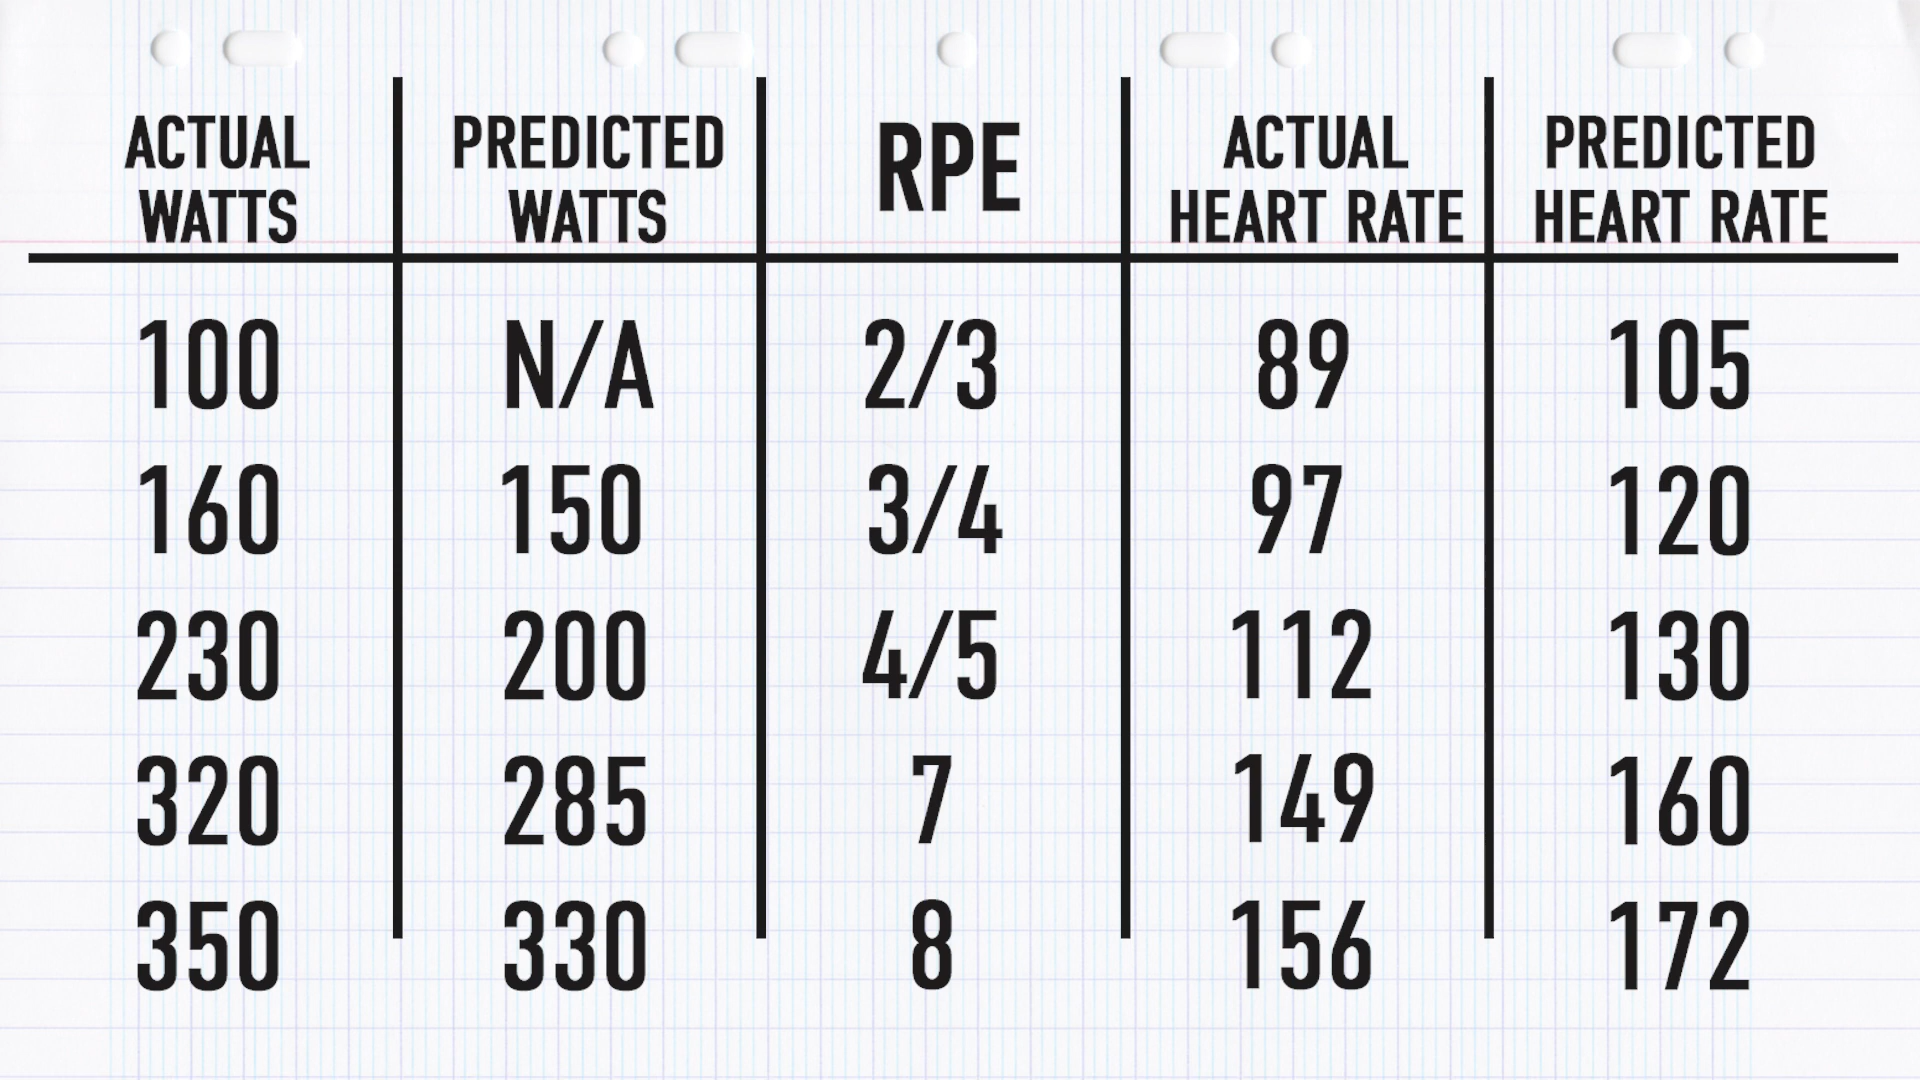 ACTUAL WATTS PREDICTED WATTS RPE ACTUAL HEART RATE PREDICTED HEART RATE
100 N/A 2/3 89 105
160 150 3/4 97 120
230 200 4/5 112 130
320 285 7 149 160
350 330 8 156 172